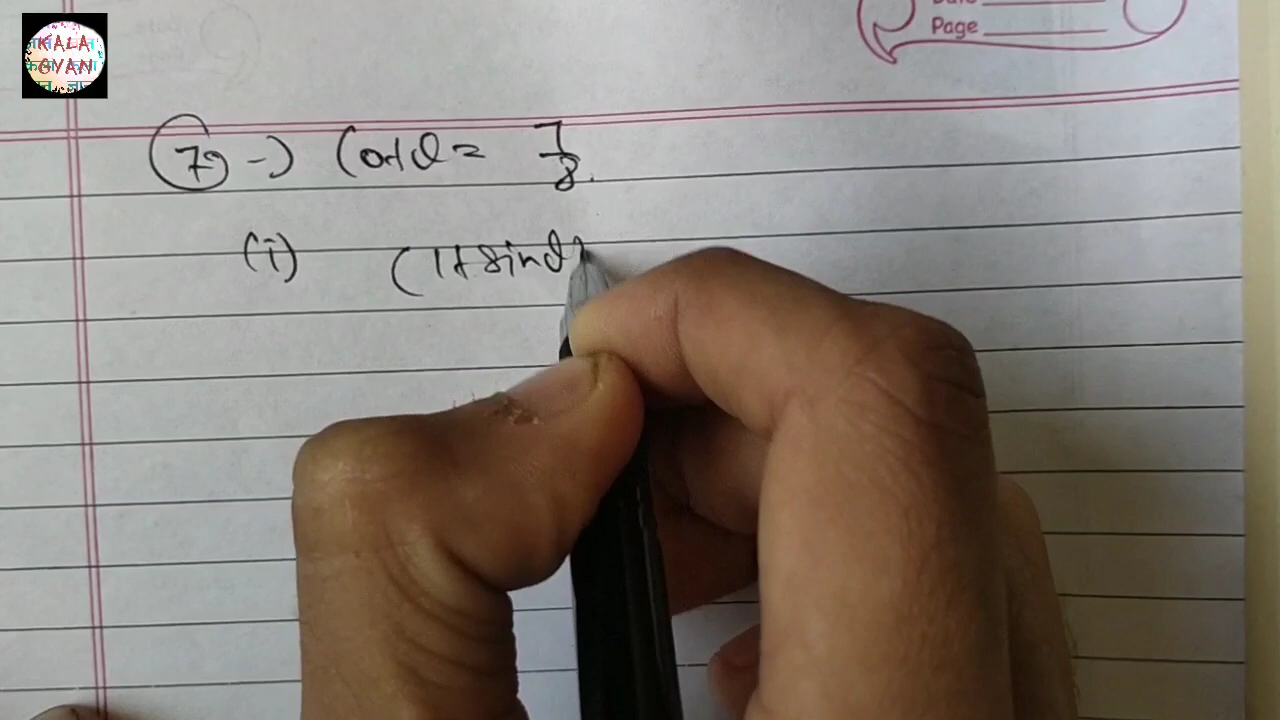 KALA
GYAN
Page
7 → Cotθ = 7/8.
(i) (1+sinθ)